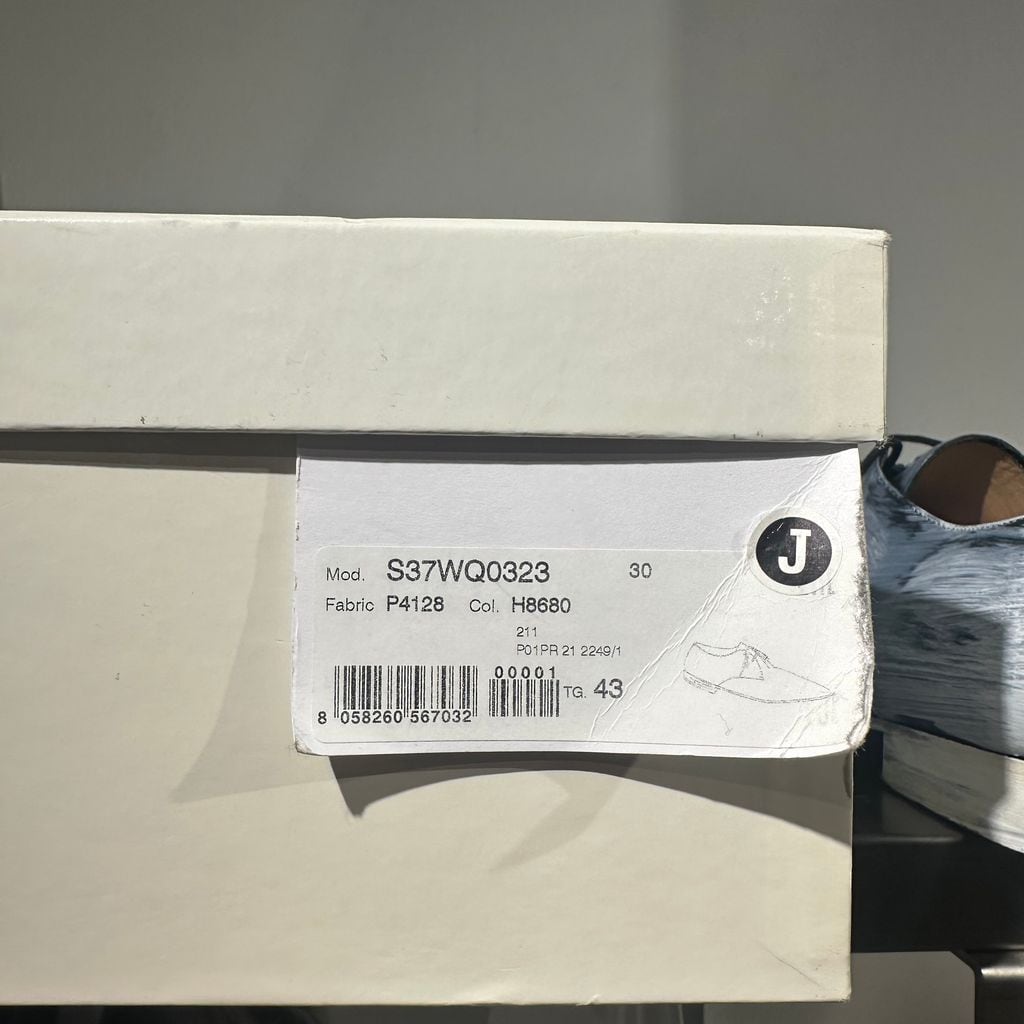 J
Mod. S37WQ0323 30
Fabric P4128 Col. H8680
211
P01PR 21 2249/1
00001
TG. 43
8 058260 567032